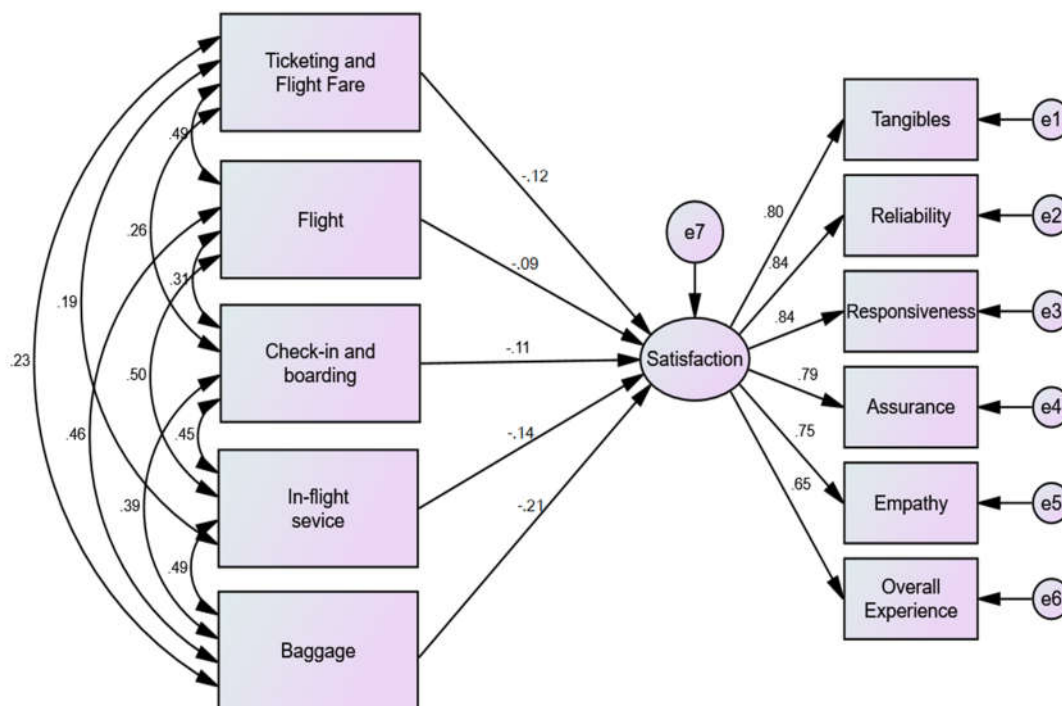 Ticketing and
Flight Fare
Flight
Check-in and
boarding
In-flight
sevice
Baggage
.49
.26
.31
.19
.23
.50
.46
.45
.39
.49
-.12
-.09
-.11
-.14
-.21
e7
Satisfaction
.80
.84
.84
.79
.75
.65
Tangibles
e1
Reliability
e2
Responsiveness
e3
Assurance
e4
Empathy
e5
Overall
Experience
e6